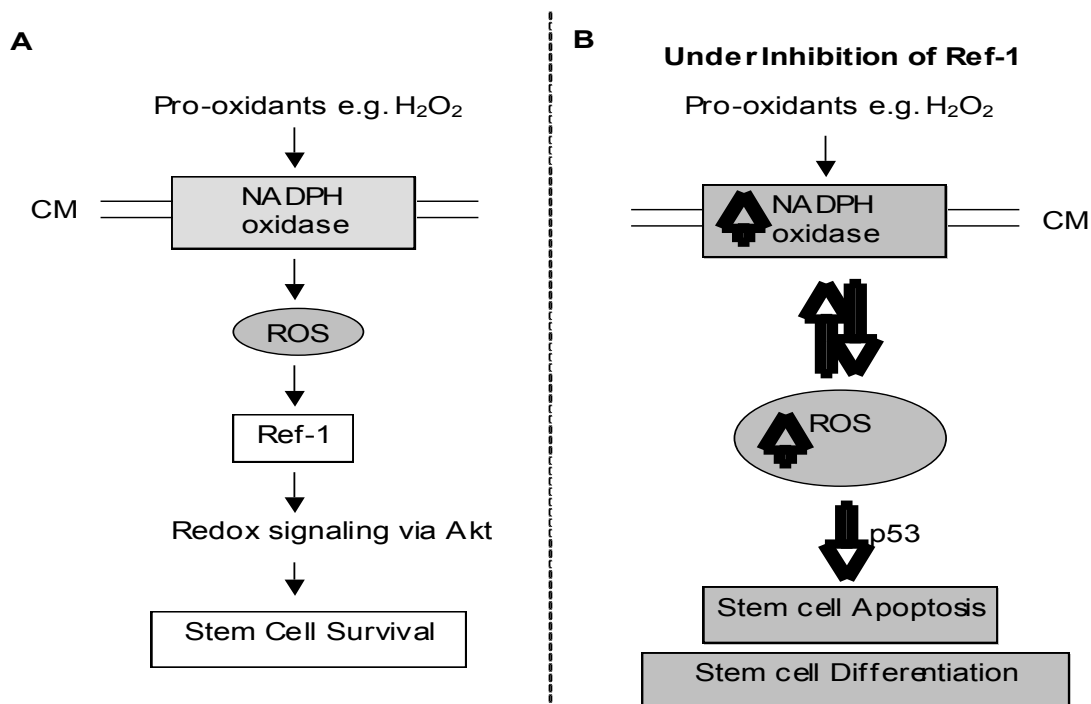 A
Pro-oxidants e.g. H₂O₂
CM
NADPH
oxidase
ROS
Ref-1
Redox signaling via Akt
Stem Cell Survival
B
Under Inhibition of Ref-1
Pro-oxidants e.g. H₂O₂
NADPH
oxidase
CM
ROS
p53
Stem cell Apoptosis
Stem cell Differentiation